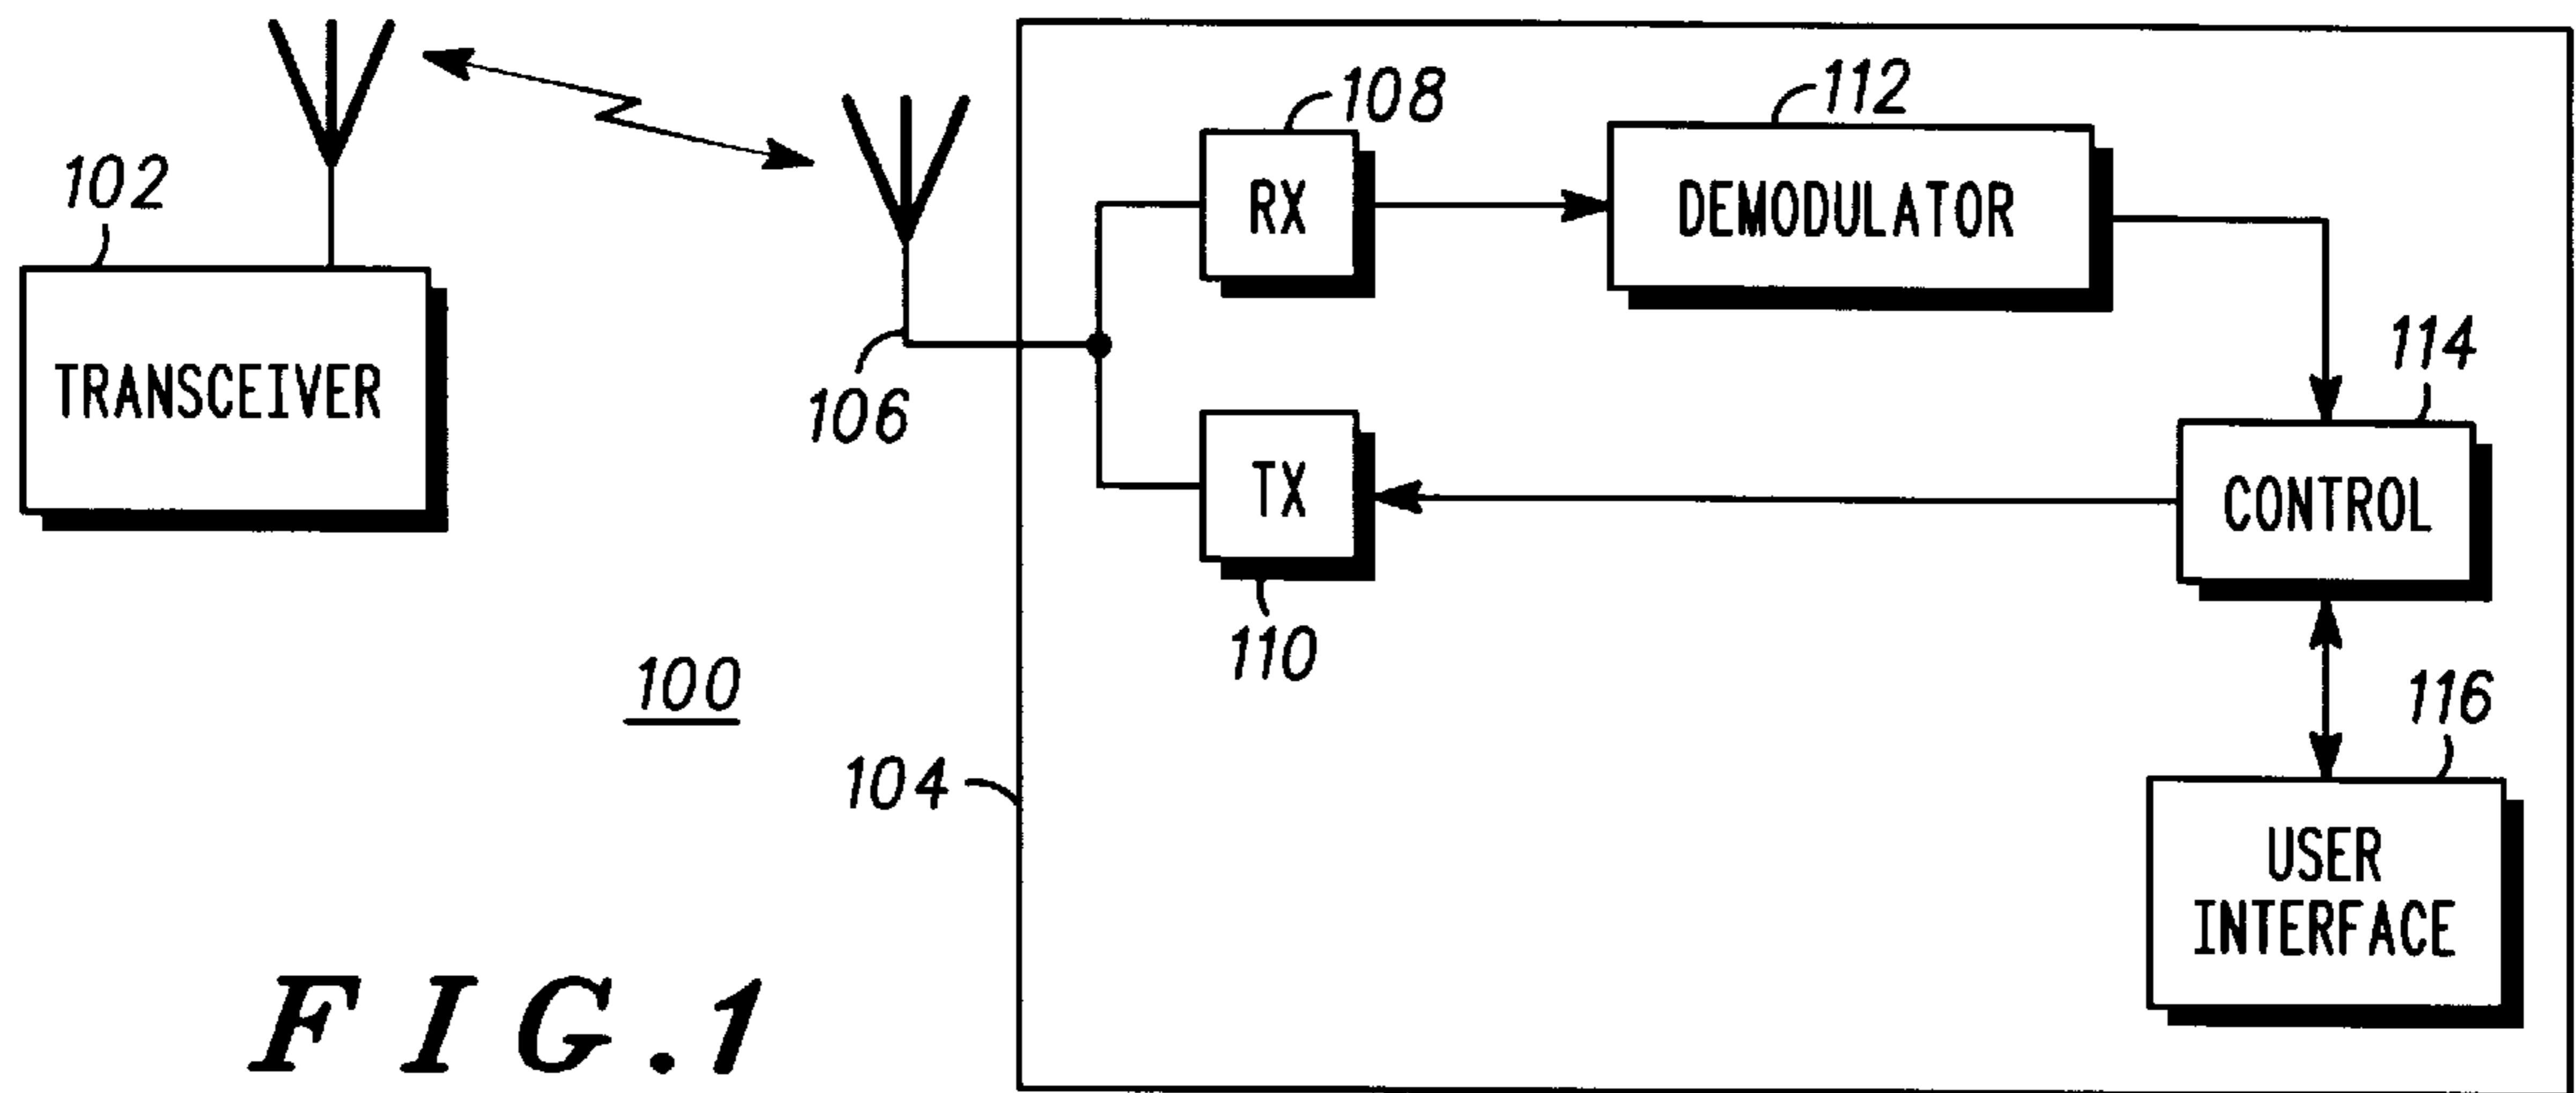 102
TRANSCEIVER
106
108
RX
112
DEMODULATOR
114
CONTROL
TX
110
100
104
116
USER
INTERFACE
FIG.1